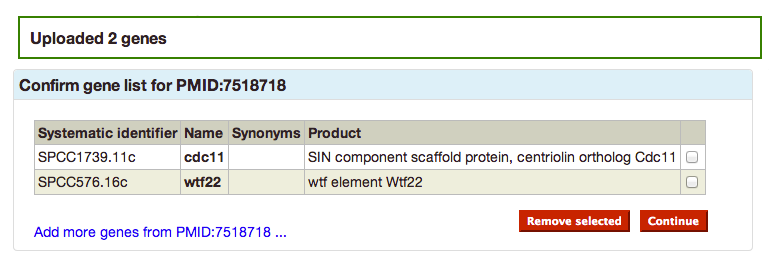 Uploaded 2 genes
Confirm gene list for PMID:7518718
Systematic identifier Name Synonyms Product
SPCC1739.11c cdc11 SIN component scaffold protein, centriolin ortholog Cdc11
SPCC576.16c wtf22 wtf element Wtf22
Remove selected Continue
Add more genes from PMID:7518718 ...